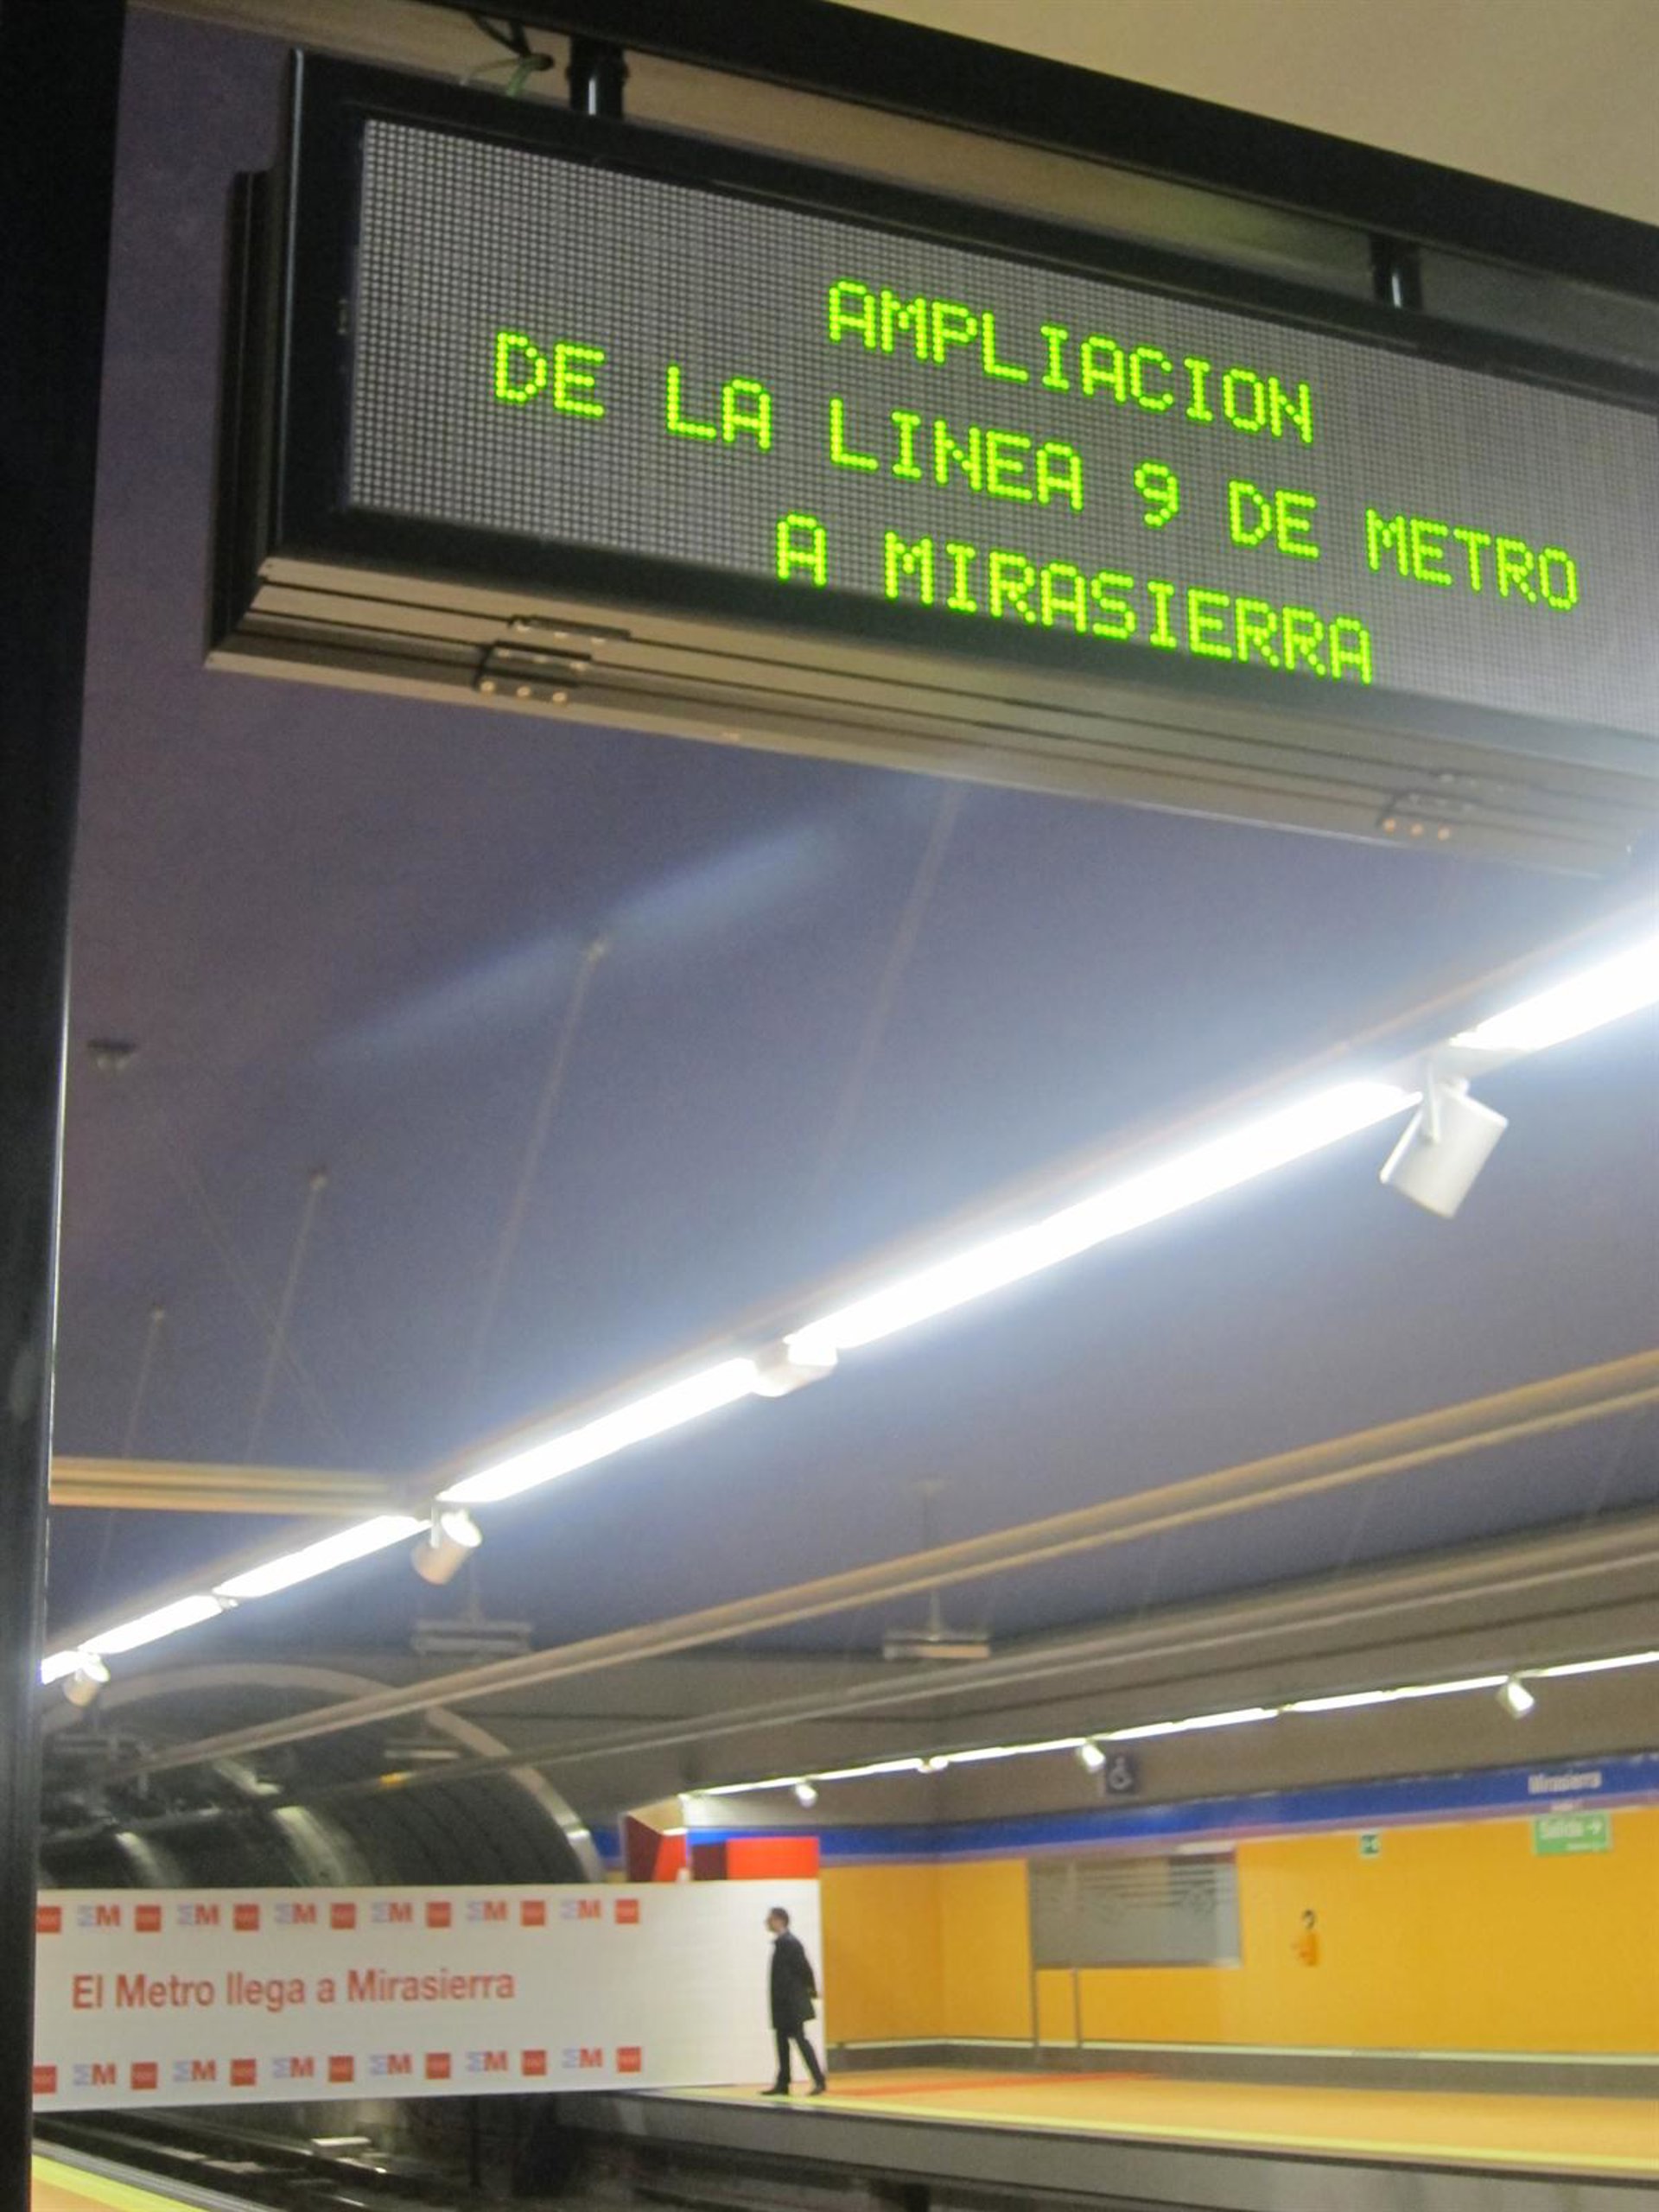 AMPLIACION
DE LA LINEA 9 DE METRO
A MIRASIERRA
Mirasierra
Salida →
M M M M M M
El Metro llega a Mirasierra
M M M M M M